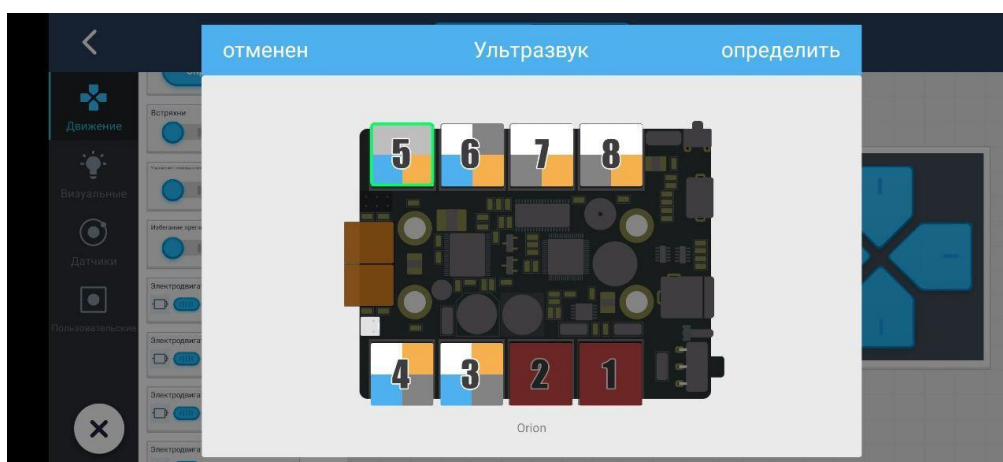 отменен
Ультразвук
определить
Движение
Визуальные
Датчики
Пользовательские
Встряхни
Избегание
Электродвига
Электродвига
Электродвига
Электродвига
5 6 7 8
4 3 2 1
Orion